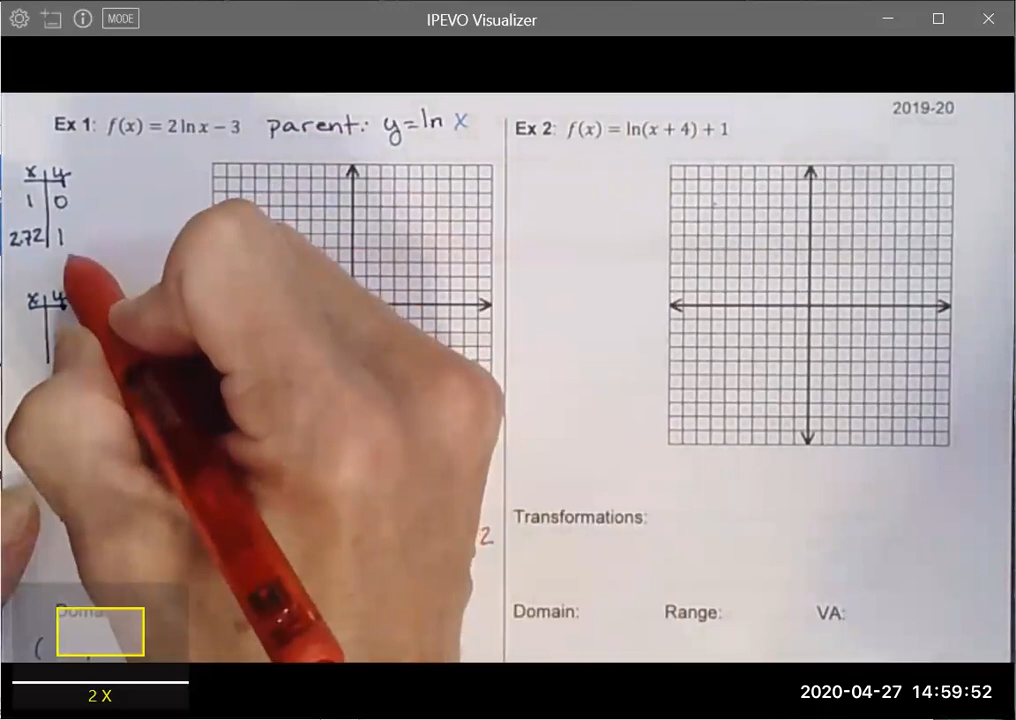 IPEVO Visualizer
MODE
2019-20
Ex 1: f(x) = 2 ln x − 3 parent: y=ln x
Ex 2: f(x) = ln(x + 4) + 1
x y
1 0
2.72 1
x y
2
Transformations:
Doma
(
Domain: Range: VA:
2 X
2020-04-27 14:59:52